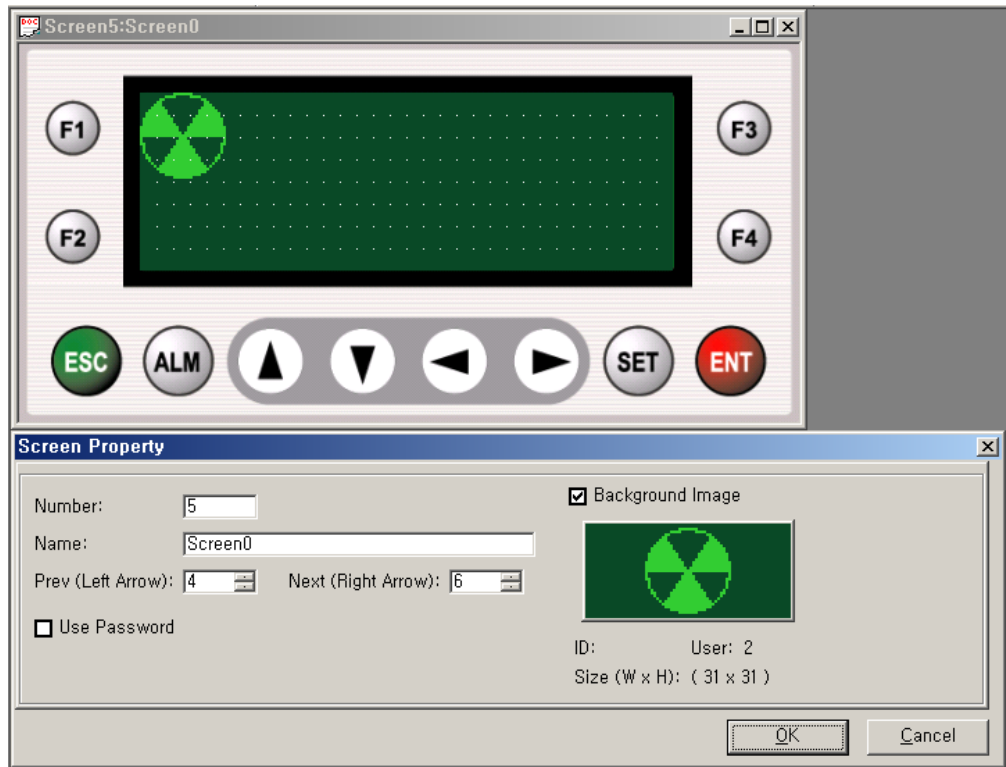 Screen5:Screen0
F1
F3
F2
F4
ESC
ALM
SET
ENT
Screen Property
Number: 5
Background Image
Name: Screen0
Prev (Left Arrow): 4 Next (Right Arrow): 6
Use Password
ID: User: 2
Size (W x H): ( 31 x 31 )
OK
Cancel